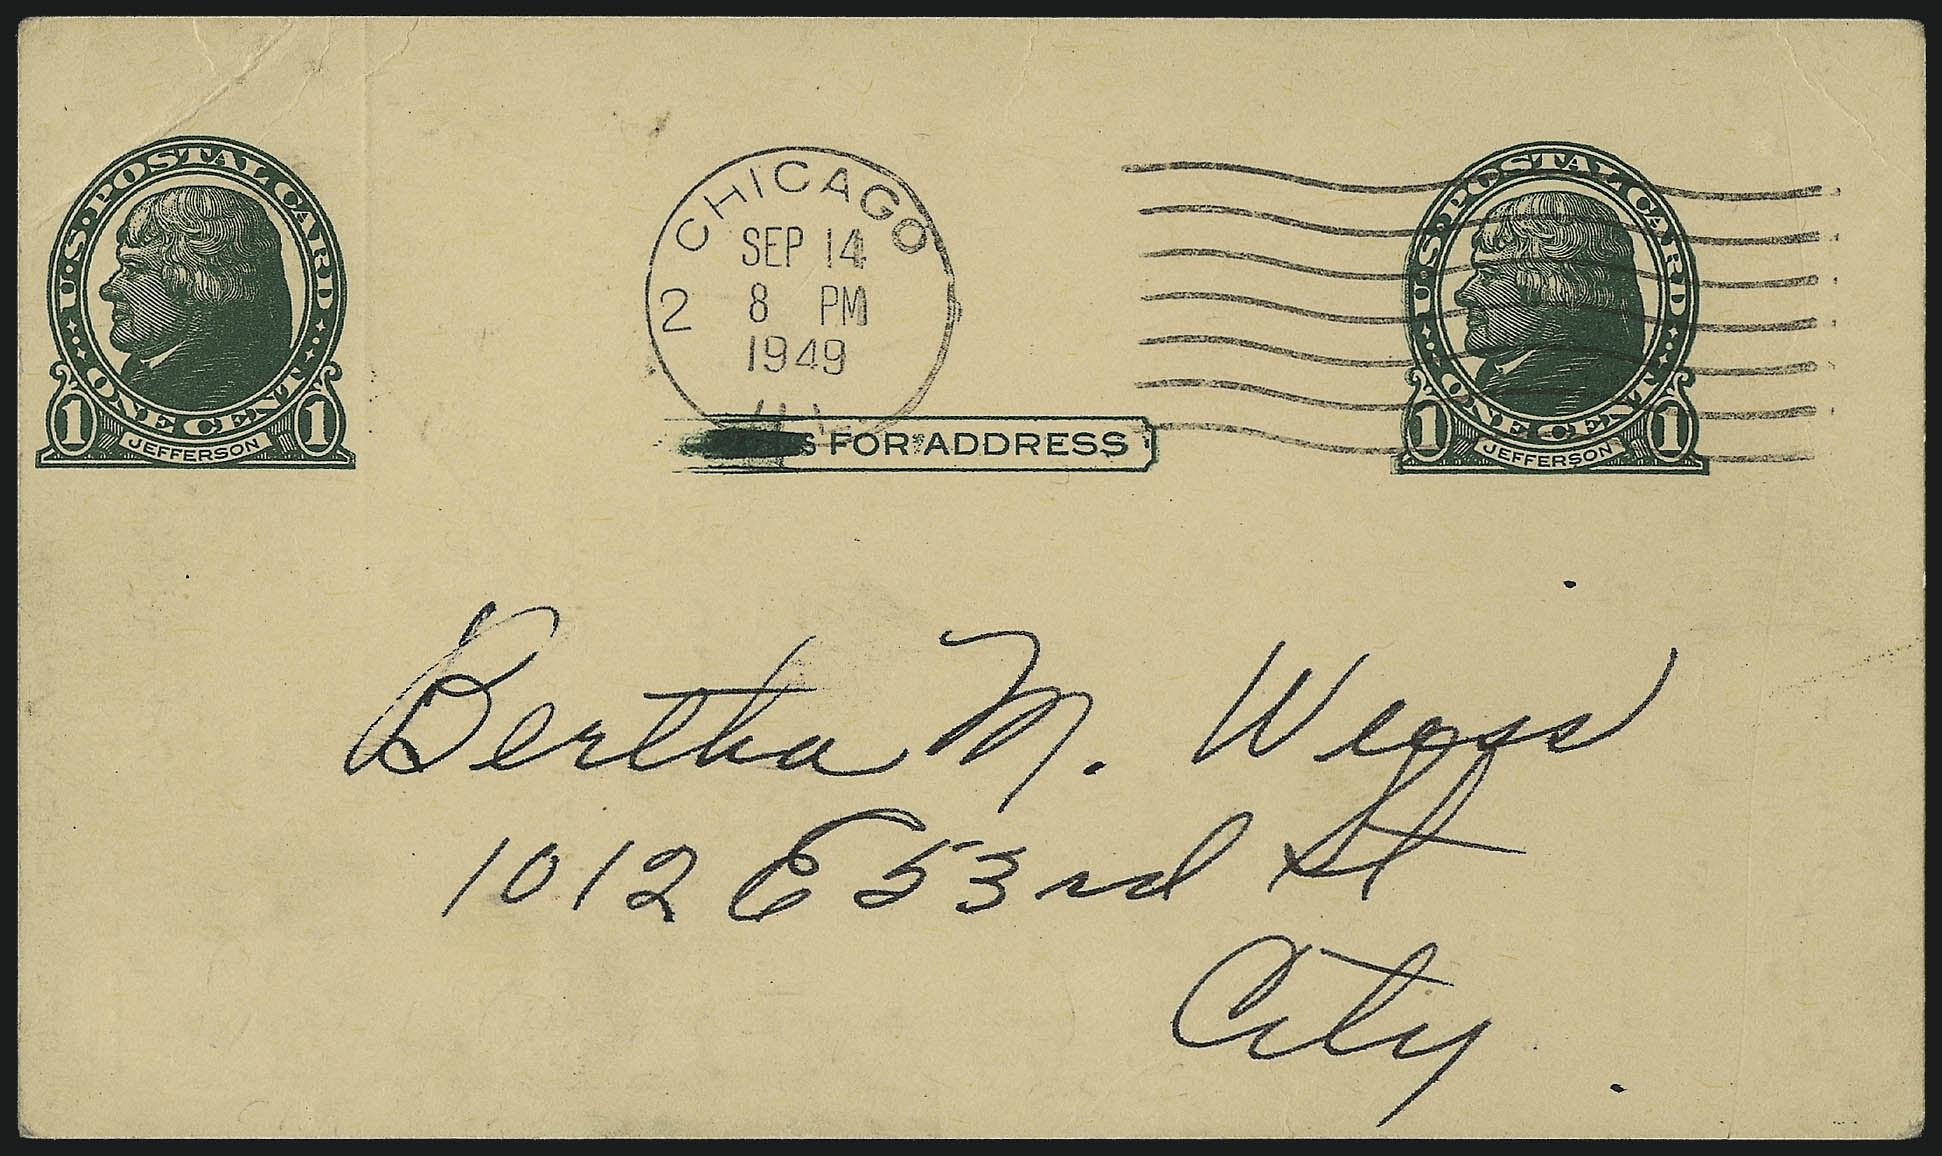 U.S. POSTAL CARD
ONE CENT
1 JEFFERSON 1
CHICAGO
2
SEP 14
8 PM
1949
FOR ADDRESS
U.S. POSTAL CARD
ONE CENT
1 JEFFERSON 1
Bertha M. Weiss
1012 E 53rd St
City